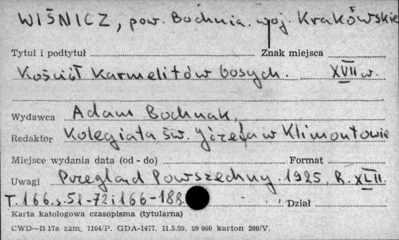 WIŚNICZ, pow. Bochnia. woj. Krakowskie
Tytuł i podtytuł Znak miejsca
Kościół Karmelitów bosych. XVII w.
Wydawca Adam Bochnak,
Redaktor Kolegiata św. Józefa w Klimontowie
Miejsce wydania data (od - do) Format
Uwagi Przegląd Powszechny. 1925, R. XLII.
T. 166. s. 51-72 i 166-188 Dział
Karta katalogowa czasopisma (tytularna)
CWD—B 17a zam, 1104/P. GDA-1477. 11.5.59. 89 000 karton 200/V.